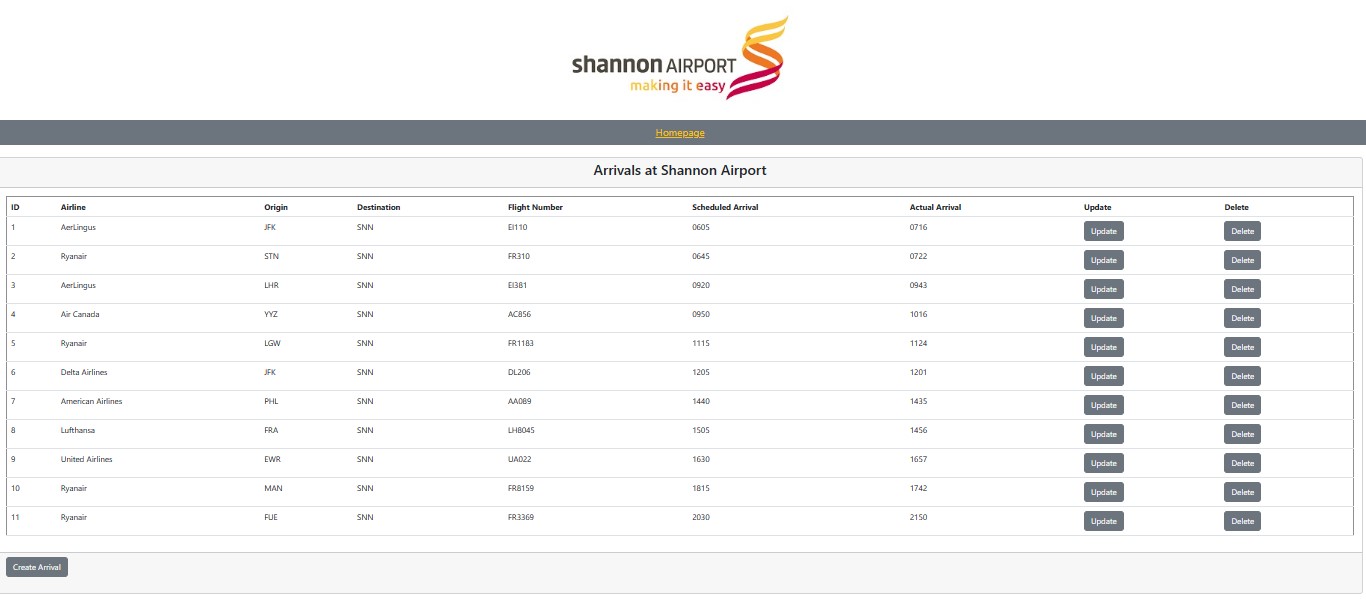 shannon AIRPORT
making it easy
Homepage
Arrivals at Shannon Airport
ID Airline Origin Destination Flight Number Scheduled Arrival Actual Arrival Update Delete
1 AerLingus JFK SNN EI110 0605 0716 Update Delete
2 Ryanair STN SNN FR310 0645 0722 Update Delete
3 AerLingus LHR SNN EI381 0920 0943 Update Delete
4 Air Canada YYZ SNN AC856 0950 1016 Update Delete
5 Ryanair LGW SNN FR1183 1115 1124 Update Delete
6 Delta Airlines JFK SNN DL206 1205 1201 Update Delete
7 American Airlines PHL SNN AA089 1440 1435 Update Delete
8 Lufthansa FRA SNN LH8045 1505 1456 Update Delete
9 United Airlines EWR SNN UA022 1630 1657 Update Delete
10 Ryanair MAN SNN FR8159 1815 1742 Update Delete
11 Ryanair FUE SNN FR3369 2030 2150 Update Delete
Create Arrival